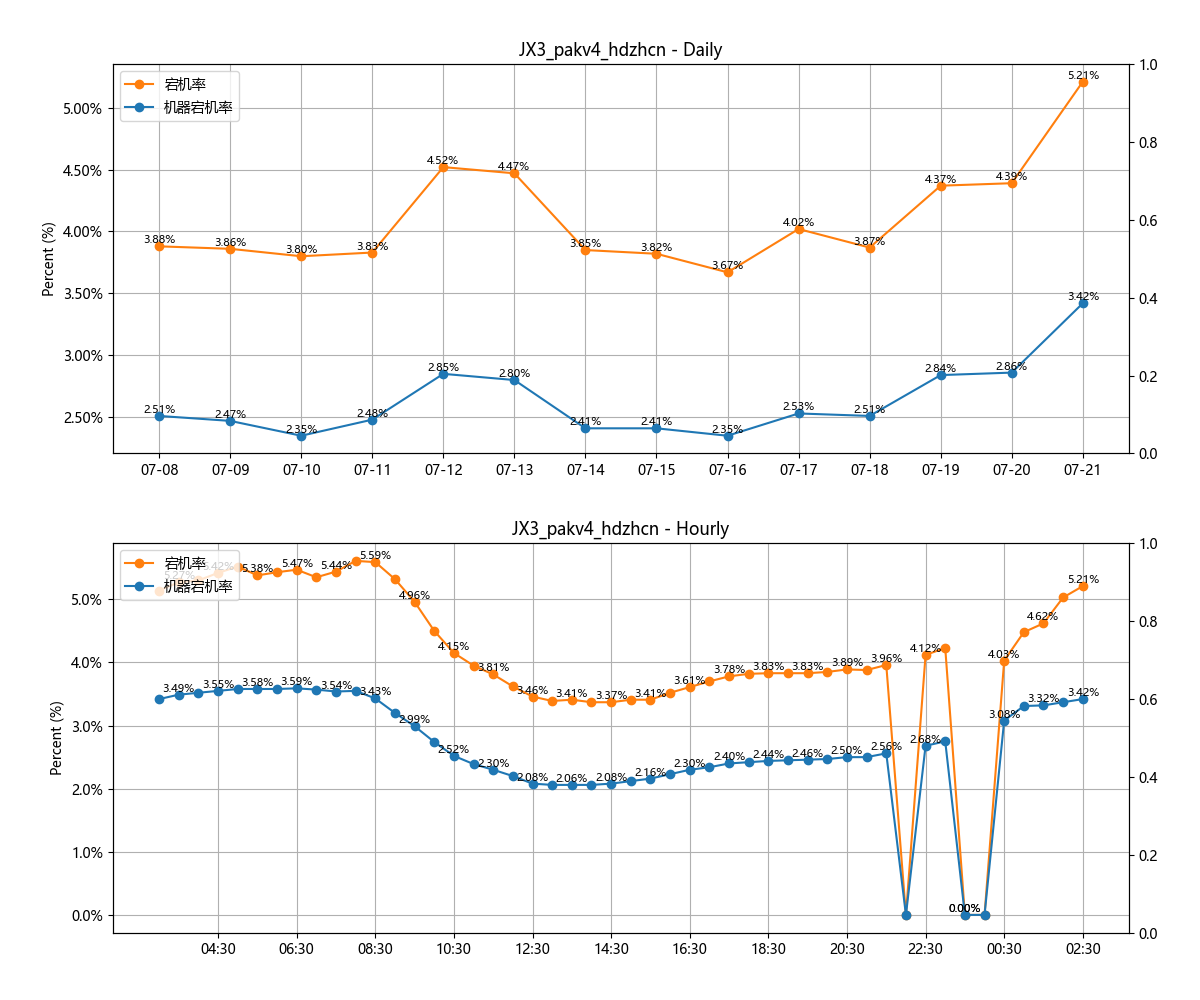 JX3_pakv4_hdzhcn - Daily
宕机率
机器宕机率
Percent (%)
5.00%
4.50%
4.00%
3.50%
3.00%
2.50%
1.0
0.8
0.6
0.4
0.2
0.0
3.88% 3.86% 3.80% 3.83% 4.52% 4.47% 3.85% 3.82% 3.67% 4.02% 3.87% 4.37% 4.39% 5.21%
2.51% 2.47% 2.35% 2.48% 2.85% 2.80% 2.41% 2.41% 2.35% 2.53% 2.51% 2.84% 2.86% 3.42%
07-08 07-09 07-10 07-11 07-12 07-13 07-14 07-15 07-16 07-17 07-18 07-19 07-20 07-21
JX3_pakv4_hdzhcn - Hourly
宕机率
机器宕机率
Percent (%)
5.0%
4.0%
3.0%
2.0%
1.0%
0.0%
1.0
0.8
0.6
0.4
0.2
0.0
5.27% 5.42% 5.38% 5.47% 5.44% 5.59% 4.96% 4.15% 3.81% 3.46% 3.41% 3.37% 3.41% 3.61% 3.78% 3.83% 3.83% 3.89% 3.96% 4.12% 0.00% 4.03% 4.62% 5.21%
3.49% 3.55% 3.58% 3.59% 3.54% 3.43% 2.99% 2.52% 2.30% 2.08% 2.06% 2.08% 2.16% 2.30% 2.40% 2.44% 2.46% 2.50% 2.56% 2.68% 0.00% 3.08% 3.32% 3.42%
04:30 06:30 08:30 10:30 12:30 14:30 16:30 18:30 20:30 22:30 00:30 02:30